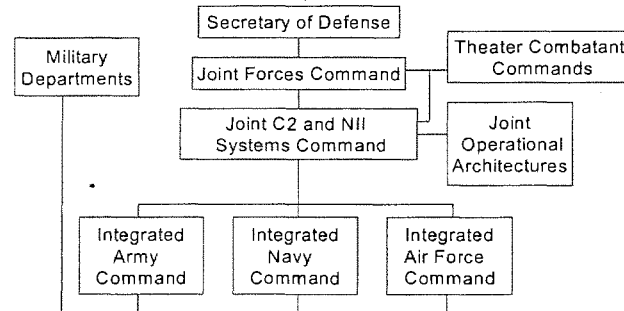 Secretary of Defense
Military
Departments
Joint Forces Command
Theater Combatant
Commands
Joint C2 and NII
Systems Command
Joint
Operational
Architectures
Integrated
Army
Command
Integrated
Navy
Command
Integrated
Air Force
Command